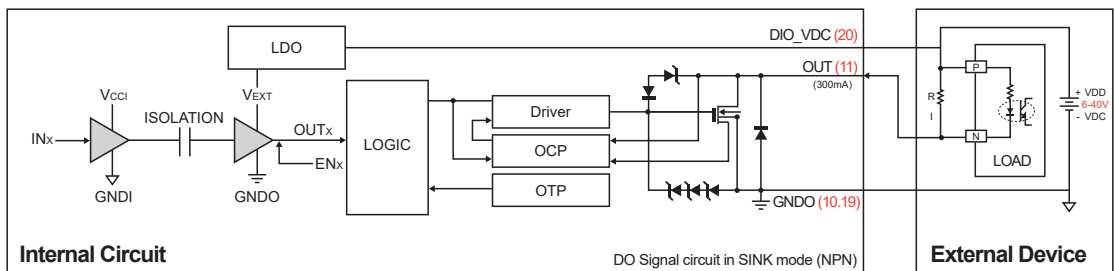 DIO_VDC (20)
LDO
OUT (11)
(300mA)
VCCI
VEXT
ISOLATION
INX
OUTX
ENX
GNDI
GNDO
LOGIC
Driver
OCP
OTP
GNDO (10.19)
P
R
I
N
LOAD
+ VDD
6-40V
- VDC
Internal Circuit
DO Signal circuit in SINK mode (NPN)
External Device